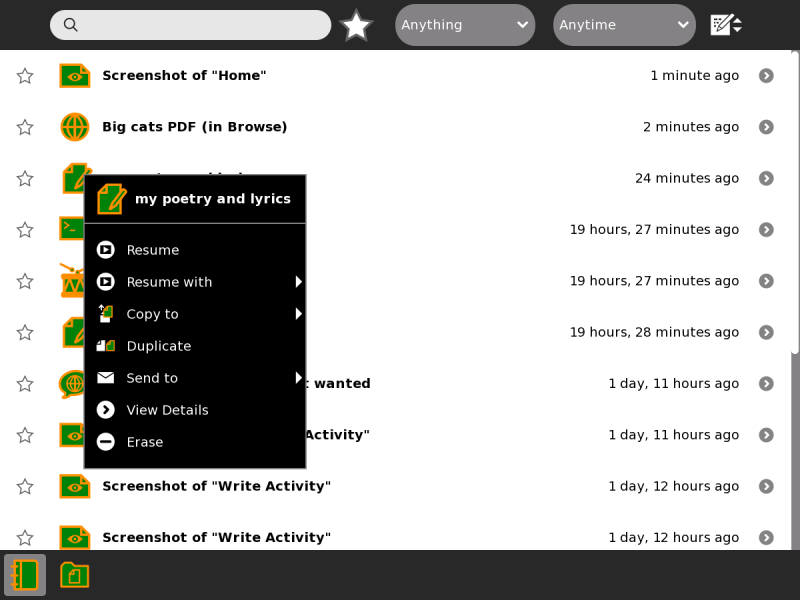 Anything
Anytime
Screenshot of "Home"
1 minute ago
Big cats PDF (in Browse)
2 minutes ago
24 minutes ago
my poetry and lyrics
19 hours, 27 minutes ago
Resume
Resume with
19 hours, 27 minutes ago
Copy to
19 hours, 28 minutes ago
Duplicate
Send to
wanted
1 day, 11 hours ago
View Details
Activity"
1 day, 11 hours ago
Erase
Screenshot of "Write Activity"
1 day, 12 hours ago
Screenshot of "Write Activity"
1 day, 12 hours ago